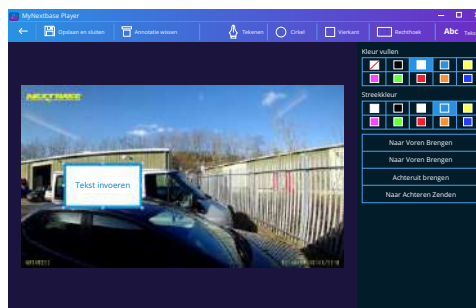 MyNextbase Player
Opslaan en sluiten
Annotatie wissen
Tekenen
Cirkel
Vierkant
Rechthoek
Abc
Kleur vullen
NEXTBASE
Tekst invoeren
Streekkleur
Naar Voren Brengen
Naar Voren Brengen
Achteruit brengen
Naar Achteren Zenden